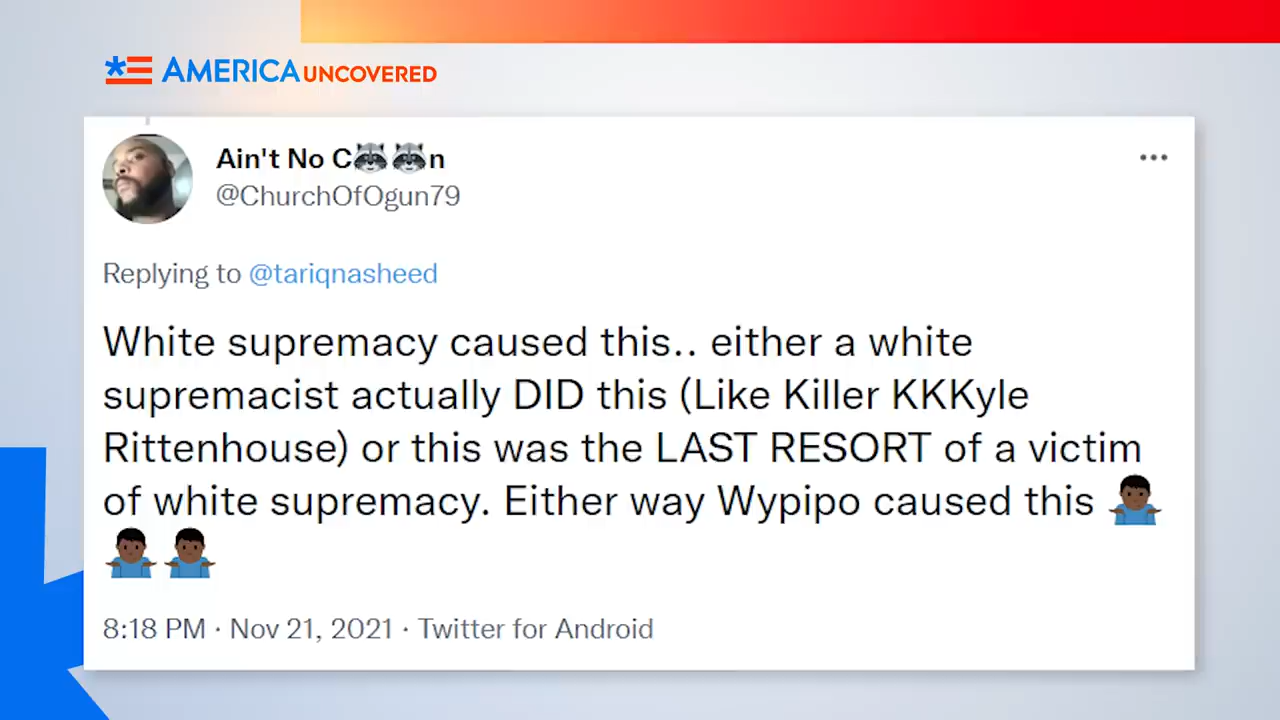 AMERICA UNCOVERED
Ain't No C🦝🦝n
@ChurchOfOgun79
Replying to @tariqnasheed
White supremacy caused this.. either a white
supremacist actually DID this (Like Killer KKKyle
Rittenhouse) or this was the LAST RESORT of a victim
of white supremacy. Either way Wypipo caused this 🤷🏿‍♂️
🤷🏿‍♂️🤷🏿‍♂️
8:18 PM · Nov 21, 2021 · Twitter for Android